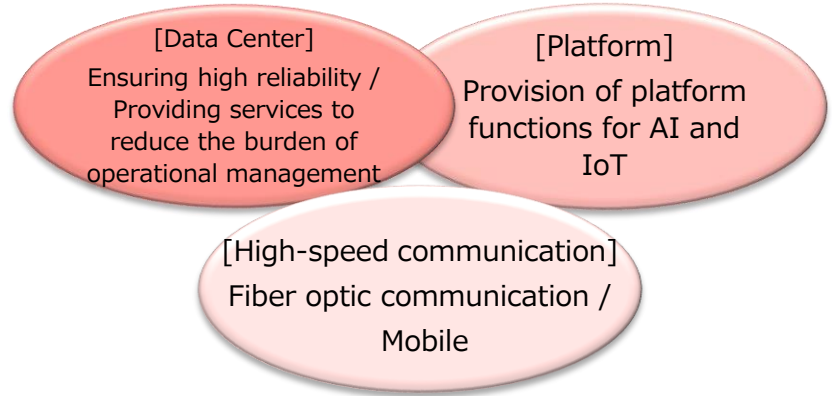 [Data Center]
Ensuring high reliability /
Providing services to
reduce the burden of
operational management
[Platform]
Provision of platform
functions for AI and
IoT
[High-speed communication]
Fiber optic communication /
Mobile